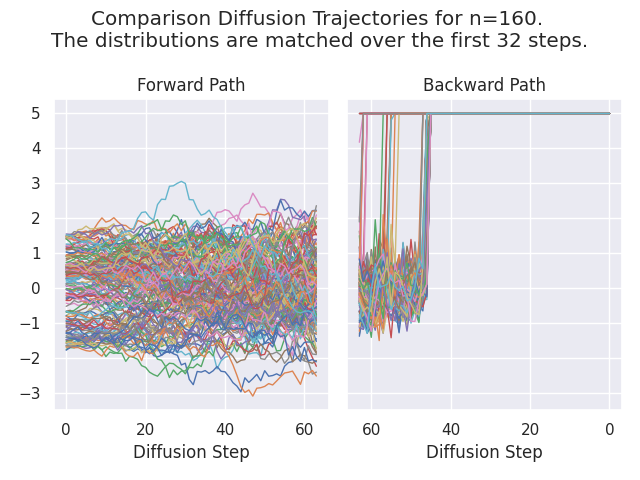 Comparison Diffusion Trajectories for n=160.
The distributions are matched over the first 32 steps.
Forward Path
Backward Path
5
4
3
2
1
0
−1
−2
−3
0 20 40 60
60 40 20 0
Diffusion Step
Diffusion Step